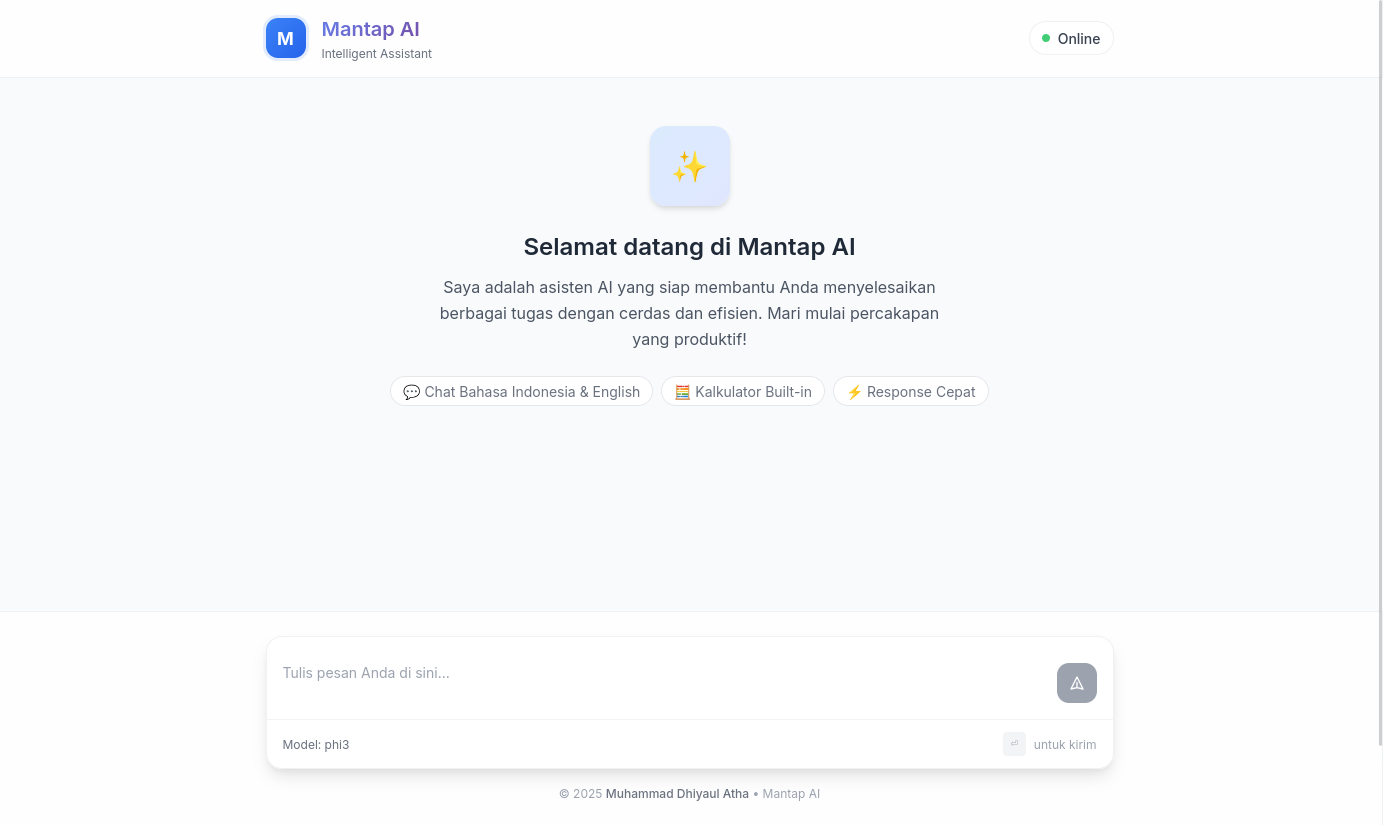 M
Mantap AI
Intelligent Assistant
Online
Selamat datang di Mantap AI
Saya adalah asisten AI yang siap membantu Anda menyelesaikan
berbagai tugas dengan cerdas dan efisien. Mari mulai percakapan
yang produktif!
💬 Chat Bahasa Indonesia & English
🧮 Kalkulator Built-in
⚡ Response Cepat
Tulis pesan Anda di sini...
Model: phi3
⏎ untuk kirim
© 2025 Muhammad Dhiyaul Atha • Mantap AI